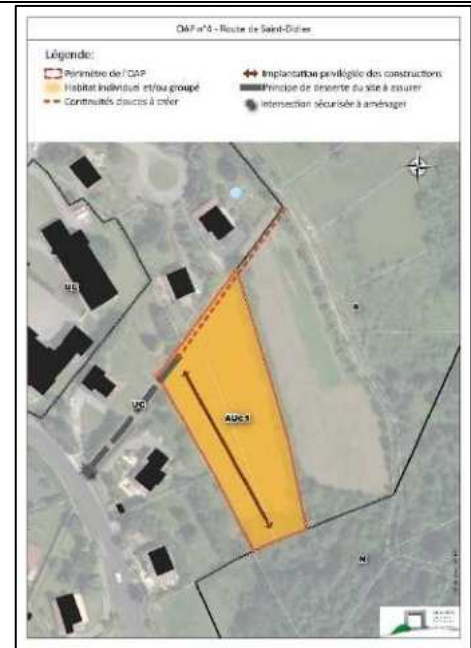 OAP n°4 - Route de Saint-Didier
Légende:
Périmètre de l'OAP
Habitat individuel et/ou groupé
Continuités douces à créer
Implantation privilégiée des constructions
Principe de desserte du site à assurer
Intersection sécurisée à aménager
UC
AUc1
N